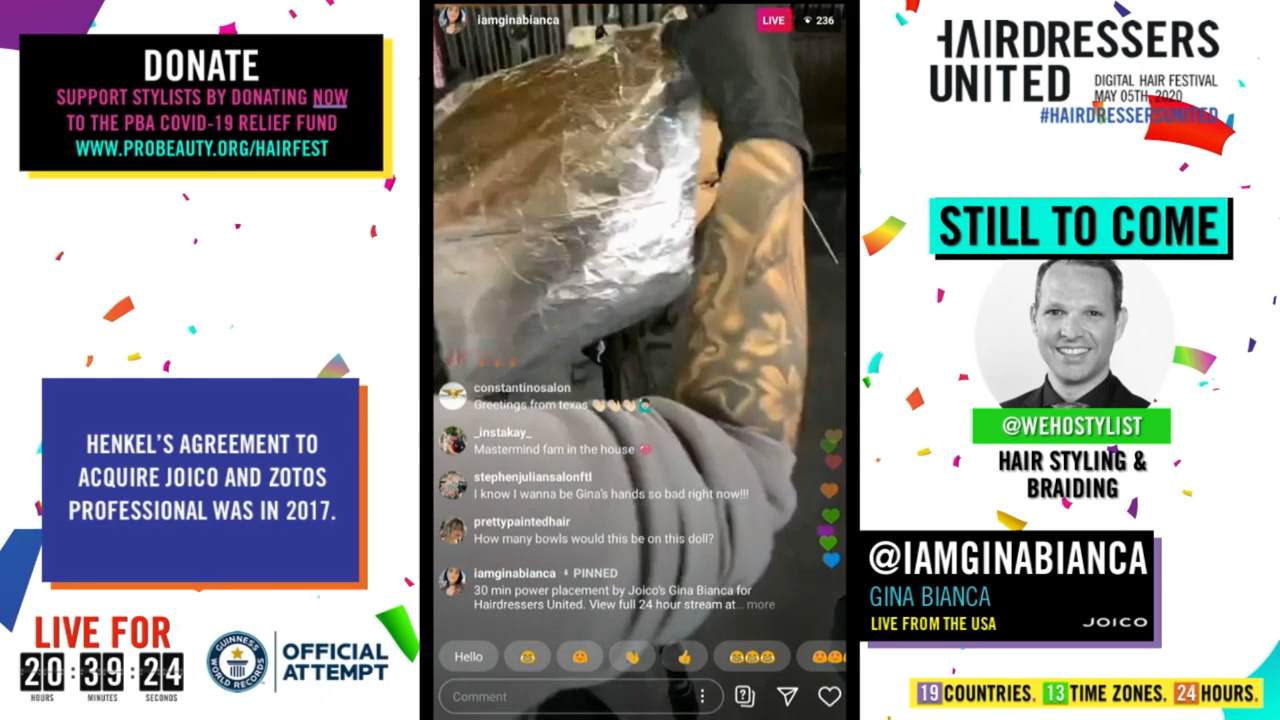 DONATE
SUPPORT STYLISTS BY DONATING NOW
TO THE PBA COVID-19 RELIEF FUND
WWW.PROBEAUTY.ORG/HAIRFEST
HENKEL'S AGREEMENT TO
ACQUIRE JOICO AND ZOTOS
PROFESSIONAL WAS IN 2017.
LIVE FOR
20:39:24
HOURS MINUTES SECONDS
GUINNESS WORLD RECORDS
OFFICIAL
ATTEMPT
iamginabianca
LIVE 236
constantinosalon
Greetings from texas 👏🏼👏🏼👏🏼🙋🏻‍♂️
_instakay_
Mastermind fam in the house 💗
stephenjuliansalonftl
I know I wanna be Gina's hands so bad right now!!!
prettypaintedhair
How many bowls would this be on this doll?
iamginabianca PINNED
30 min power placement by Joico's Gina Bianca for
Hairdressers United. View full 24 hour stream at... more
Hello
Comment
HAIRDRESSERS
UNITED
DIGITAL HAIR FESTIVAL
MAY 05TH, 2020
#HAIRDRESSERSUNITED
STILL TO COME
@WEHOSTYLIST
HAIR STYLING &
BRAIDING
@IAMGINABIANCA
GINA BIANCA
LIVE FROM THE USA
JOICO
19 COUNTRIES. 13 TIME ZONES. 24 HOURS.